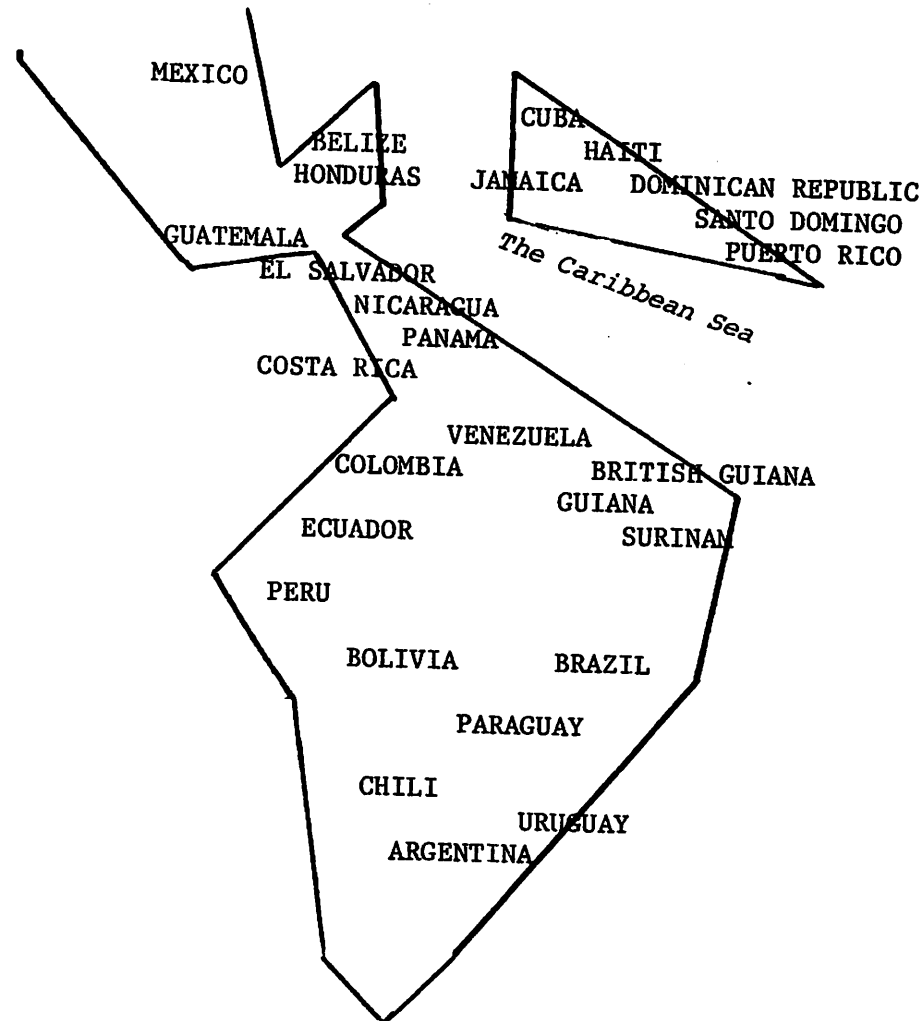 MEXICO
CUBA
BELIZE
HAITI
HONDURAS
JAMAICA
DOMINICAN REPUBLIC
SANTO DOMINGO
GUATEMALA
PUERTO RICO
The Caribbean Sea
EL SALVADOR
NICARAGUA
PANAMA
COSTA RICA
VENEZUELA
COLOMBIA
BRITISH GUIANA
GUIANA
ECUADOR
SURINAM
PERU
BOLIVIA
BRAZIL
PARAGUAY
CHILI
URUGUAY
ARGENTINA